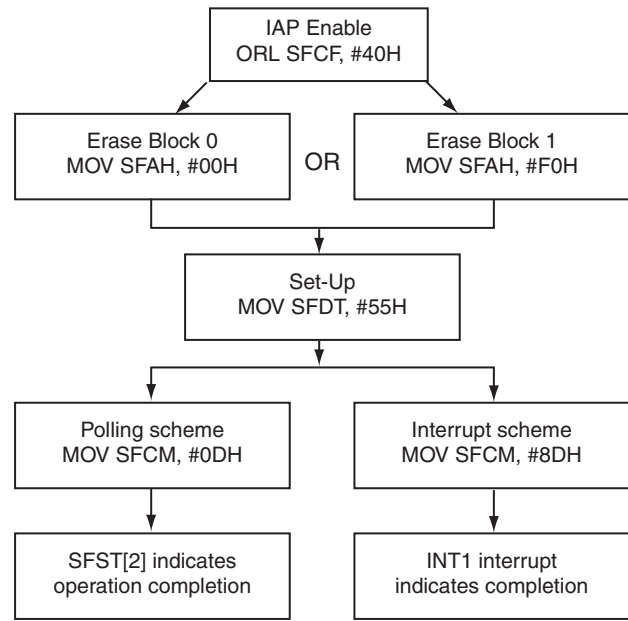 IAP Enable
ORL SFCF, #40H
Erase Block 0
MOV SFAH, #00H
OR
Erase Block 1
MOV SFAH, #F0H
Set-Up
MOV SFDT, #55H
Polling scheme
MOV SFCM, #0DH
Interrupt scheme
MOV SFCM, #8DH
SFST[2] indicates
operation completion
INT1 interrupt
indicates completion